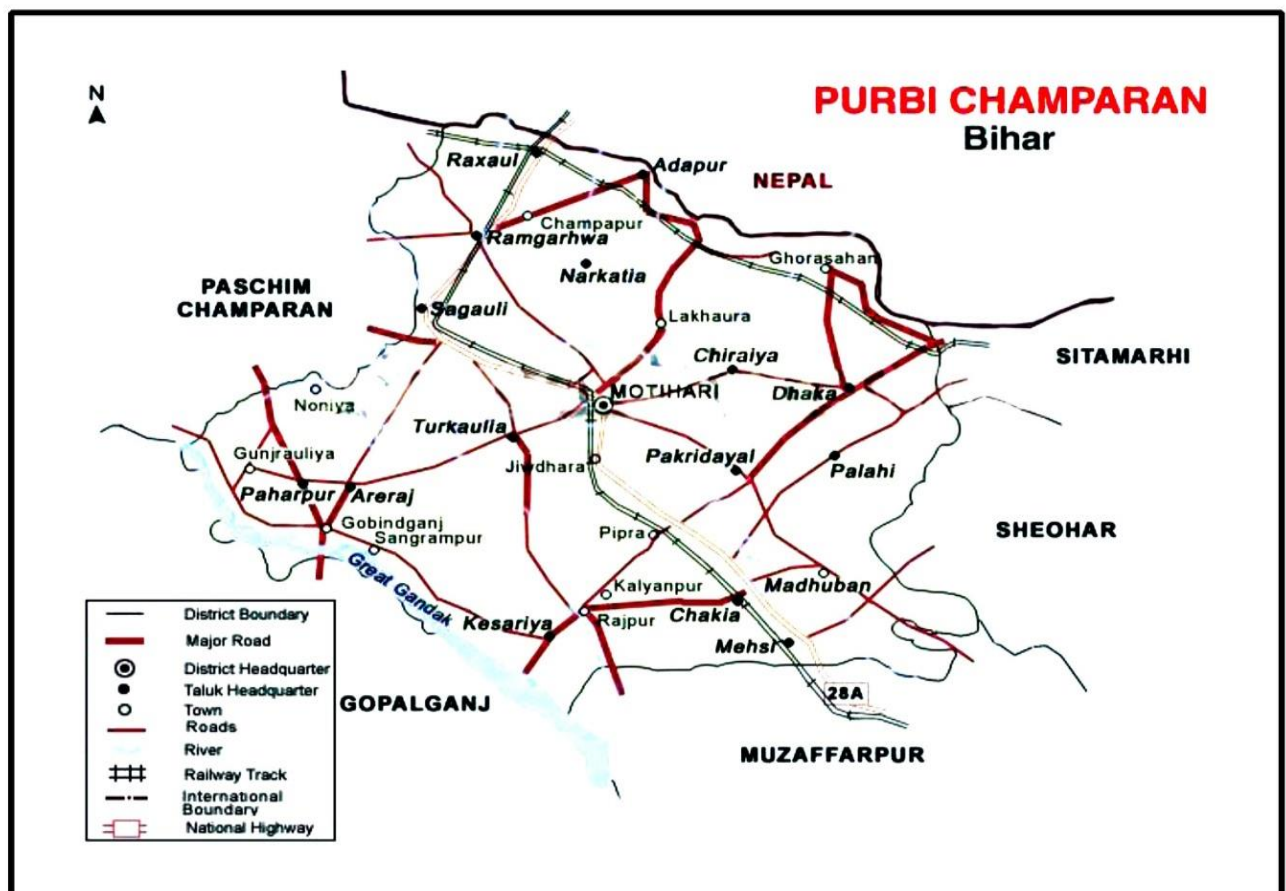 N
PURBI CHAMPARAN
Bihar
Raxaul
Adapur
NEPAL
Champapur
Ramgarhwa
Narkatia
Ghorasahan
PASCHIM
CHAMPARAN
Sagauli
Lakhaura
SITAMARHI
Chiraiya
MOTIHARI
Dhaka
Noniya
Turkaulia
Gunjrauliya
Jiwdhara
Pakridayal
Palahi
Paharpur
Areraj
Gobindganj
Sangrampur
Pipra
SHEOHAR
Great Gandak
Kalyanpur
Madhuban
Kesariya
Rajpur
Chakia
Mehsi
28A
GOPALGANJ
MUZAFFARPUR
District Boundary
Major Road
District Headquarter
Taluk Headquarter
Town
Roads
River
Railway Track
International
Boundary
National Highway